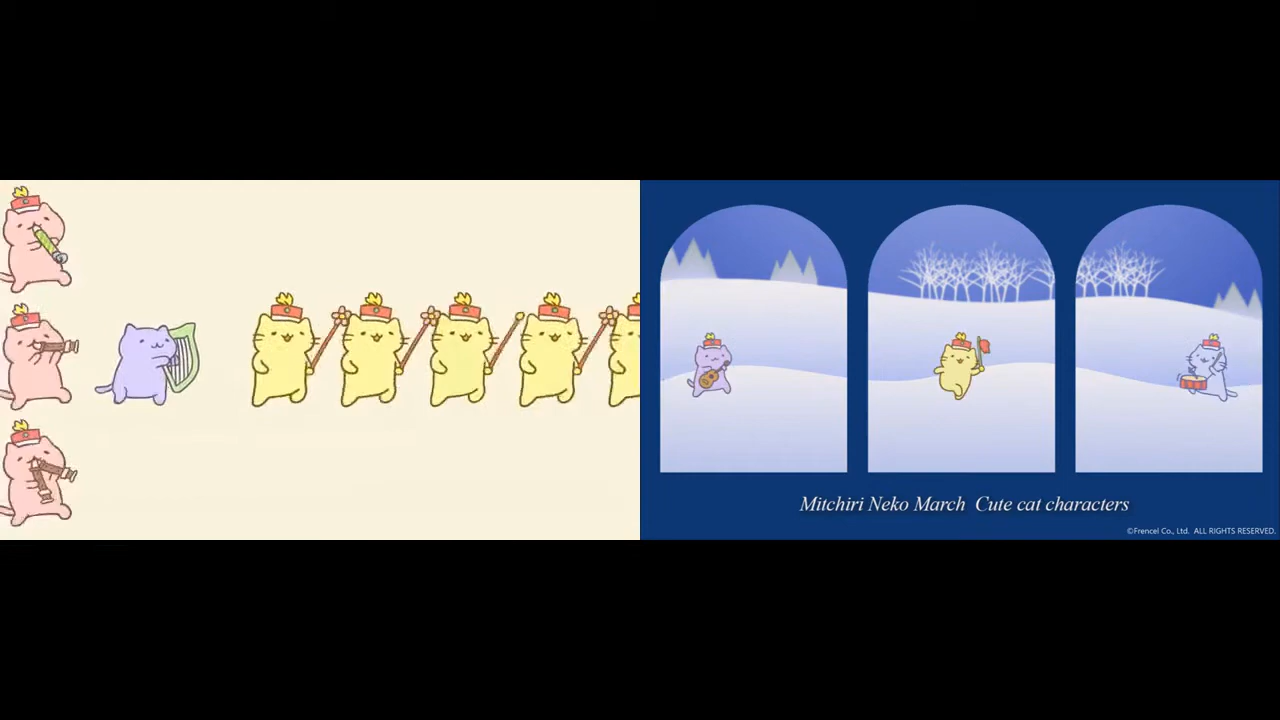 Mitchiri Neko March  Cute cat characters
©Frencel Co., Ltd.  ALL RIGHTS RESERVED.